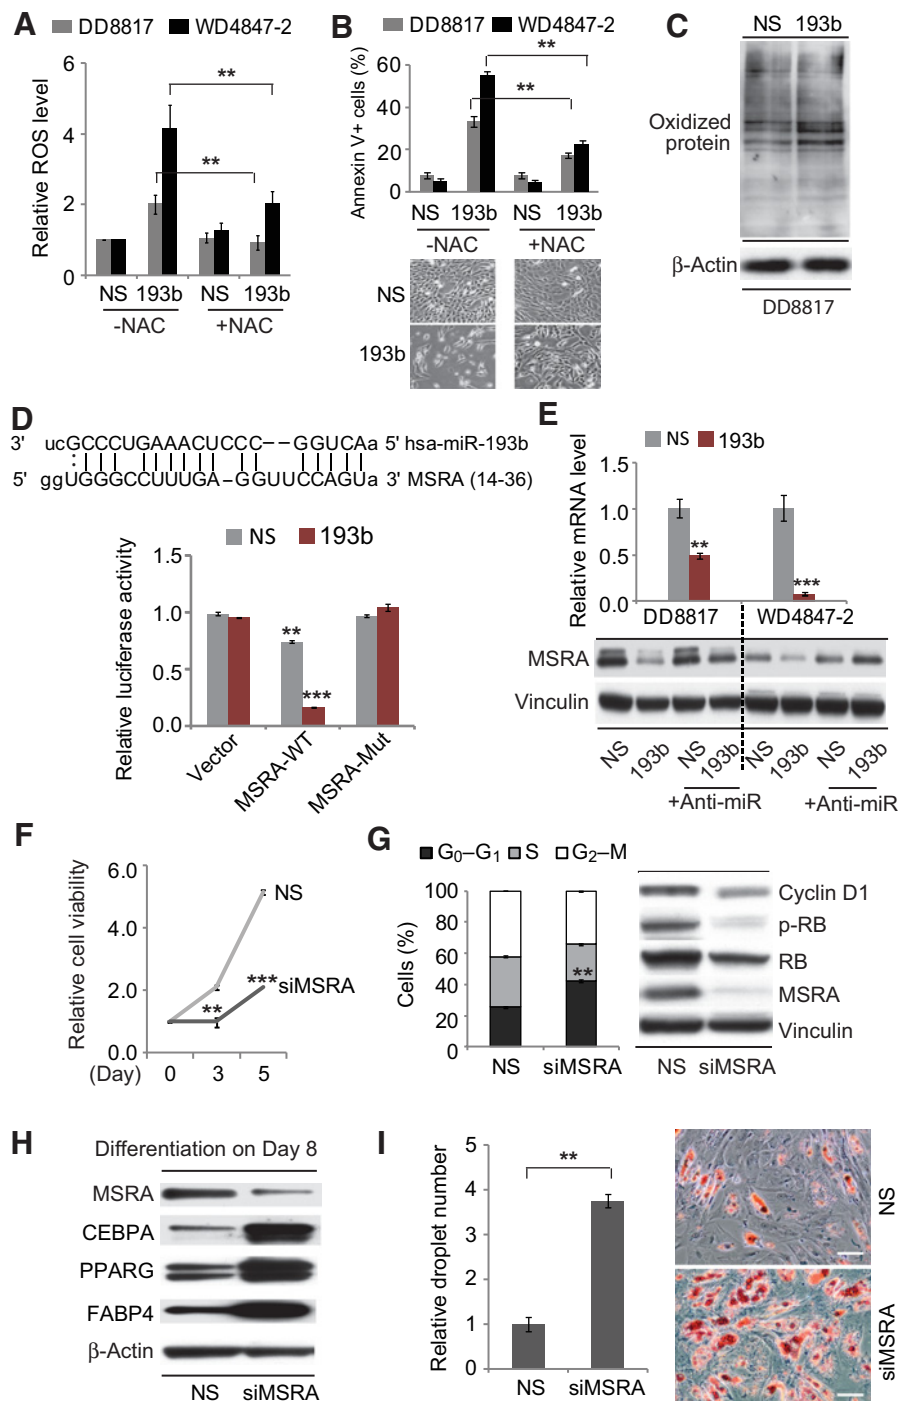 A
DD8817 WD4847-2
Relative ROS level
6
4
2
0
**
**
NS 193b NS 193b
-NAC +NAC
B
DD8817 WD4847-2
Annexin V+ cells (%)
60
40
20
0
**
**
NS 193b NS 193b
-NAC +NAC
NS
193b
C
NS 193b
Oxidized
protein
β-Actin
DD8817
D
3' ucGCCCUGAAACUCCC--GGUCAa 5' hsa-miR-193b
5' ggUGGGCCUUUGA-GGUUCCAGUa 3' MSRA (14-36)
NS 193b
Relative luciferase activity
1.5
1.0
0.5
0.0
**
***
Vector
MSRA-WT
MSRA-Mut
E
NS 193b
Relative mRNA level
1.5
1.0
0.5
0.0
**
***
DD8817 WD4847-2
MSRA
Vinculin
NS 193b NS 193b NS 193b NS 193b
+Anti-miR +Anti-miR
F
Relative cell viability
6.0
4.0
2.0
0.0
NS
**
***siMSRA
(Day) 0 3 5
G
G0–G1 S G2–M
Cells (%)
100
80
60
40
20
0
**
NS siMSRA
Cyclin D1
p-RB
RB
MSRA
Vinculin
NS siMSRA
H
Differentiation on Day 8
MSRA
CEBPA
PPARG
FABP4
β-Actin
NS siMSRA
I
Relative droplet number
5
4
3
2
1
0
**
NS siMSRA
NS
siMSRA